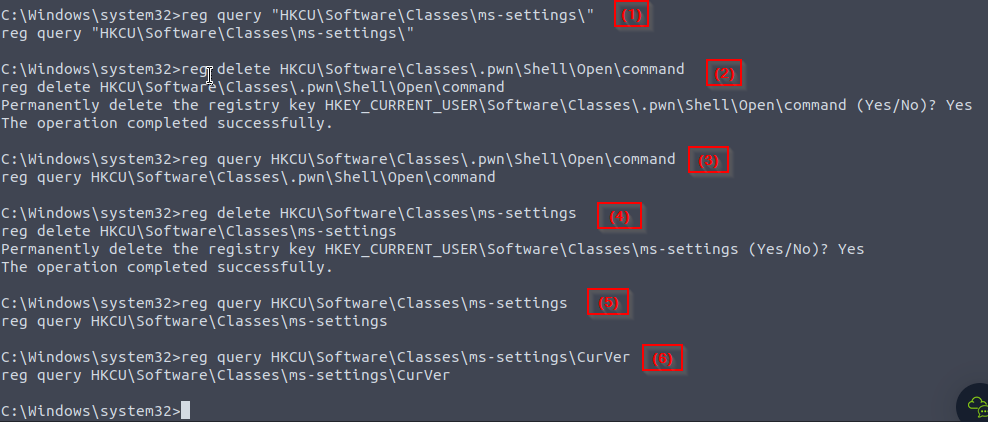 C:\Windows\system32>reg query "HKCU\Software\Classes\ms-settings\" (1)
reg query "HKCU\Software\Classes\ms-settings\"
C:\Windows\system32>reg delete HKCU\Software\Classes\.pwn\Shell\Open\command (2)
reg delete HKCU\Software\Classes\.pwn\Shell\Open\command
Permanently delete the registry key HKEY_CURRENT_USER\Software\Classes\.pwn\Shell\Open\command (Yes/No)? Yes
The operation completed successfully.
C:\Windows\system32>reg query HKCU\Software\Classes\.pwn\Shell\Open\command (3)
reg query HKCU\Software\Classes\.pwn\Shell\Open\command
C:\Windows\system32>reg delete HKCU\Software\Classes\ms-settings (4)
reg delete HKCU\Software\Classes\ms-settings
Permanently delete the registry key HKEY_CURRENT_USER\Software\Classes\ms-settings (Yes/No)? Yes
The operation completed successfully.
C:\Windows\system32>reg query HKCU\Software\Classes\ms-settings (5)
reg query HKCU\Software\Classes\ms-settings
C:\Windows\system32>reg query HKCU\Software\Classes\ms-settings\CurVer (6)
reg query HKCU\Software\Classes\ms-settings\CurVer
C:\Windows\system32>